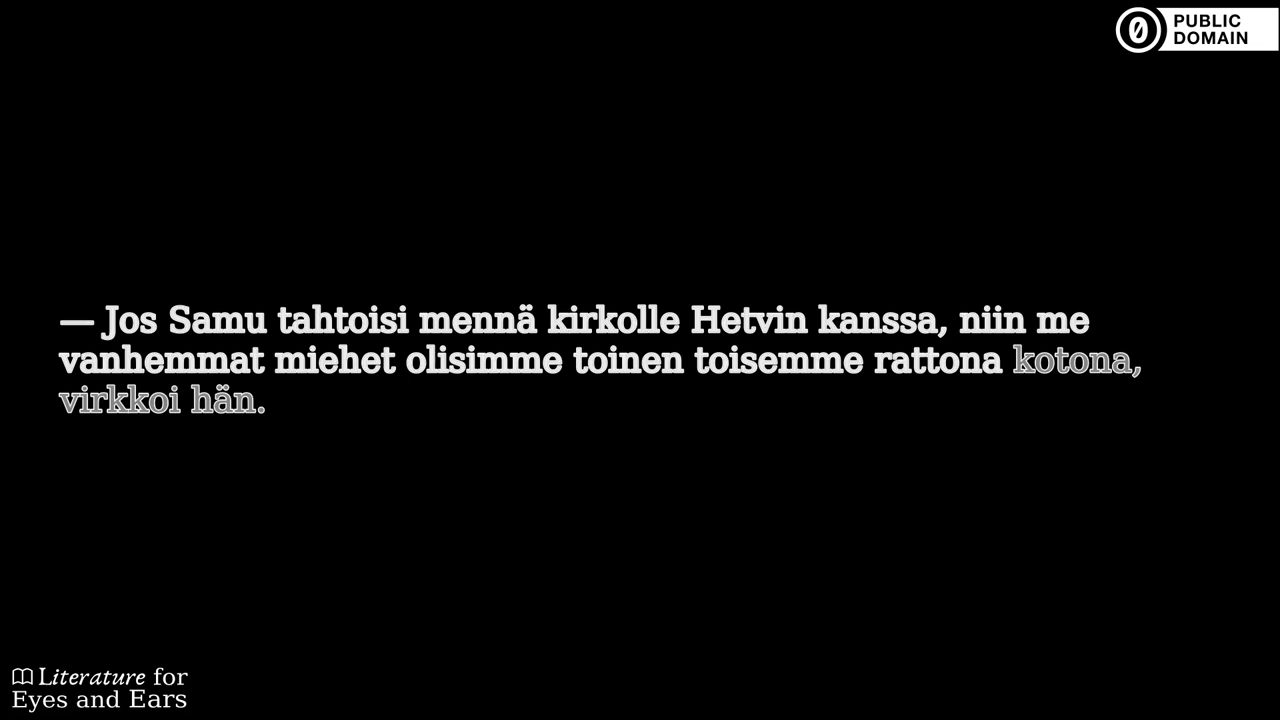 PUBLIC
DOMAIN
— Jos Samu tahtoisi mennä kirkolle Hetvin kanssa, niin me
vanhemmat miehet olisimme toinen toisemme rattona kotona,
virkkoi hän.
Literature for
Eyes and Ears